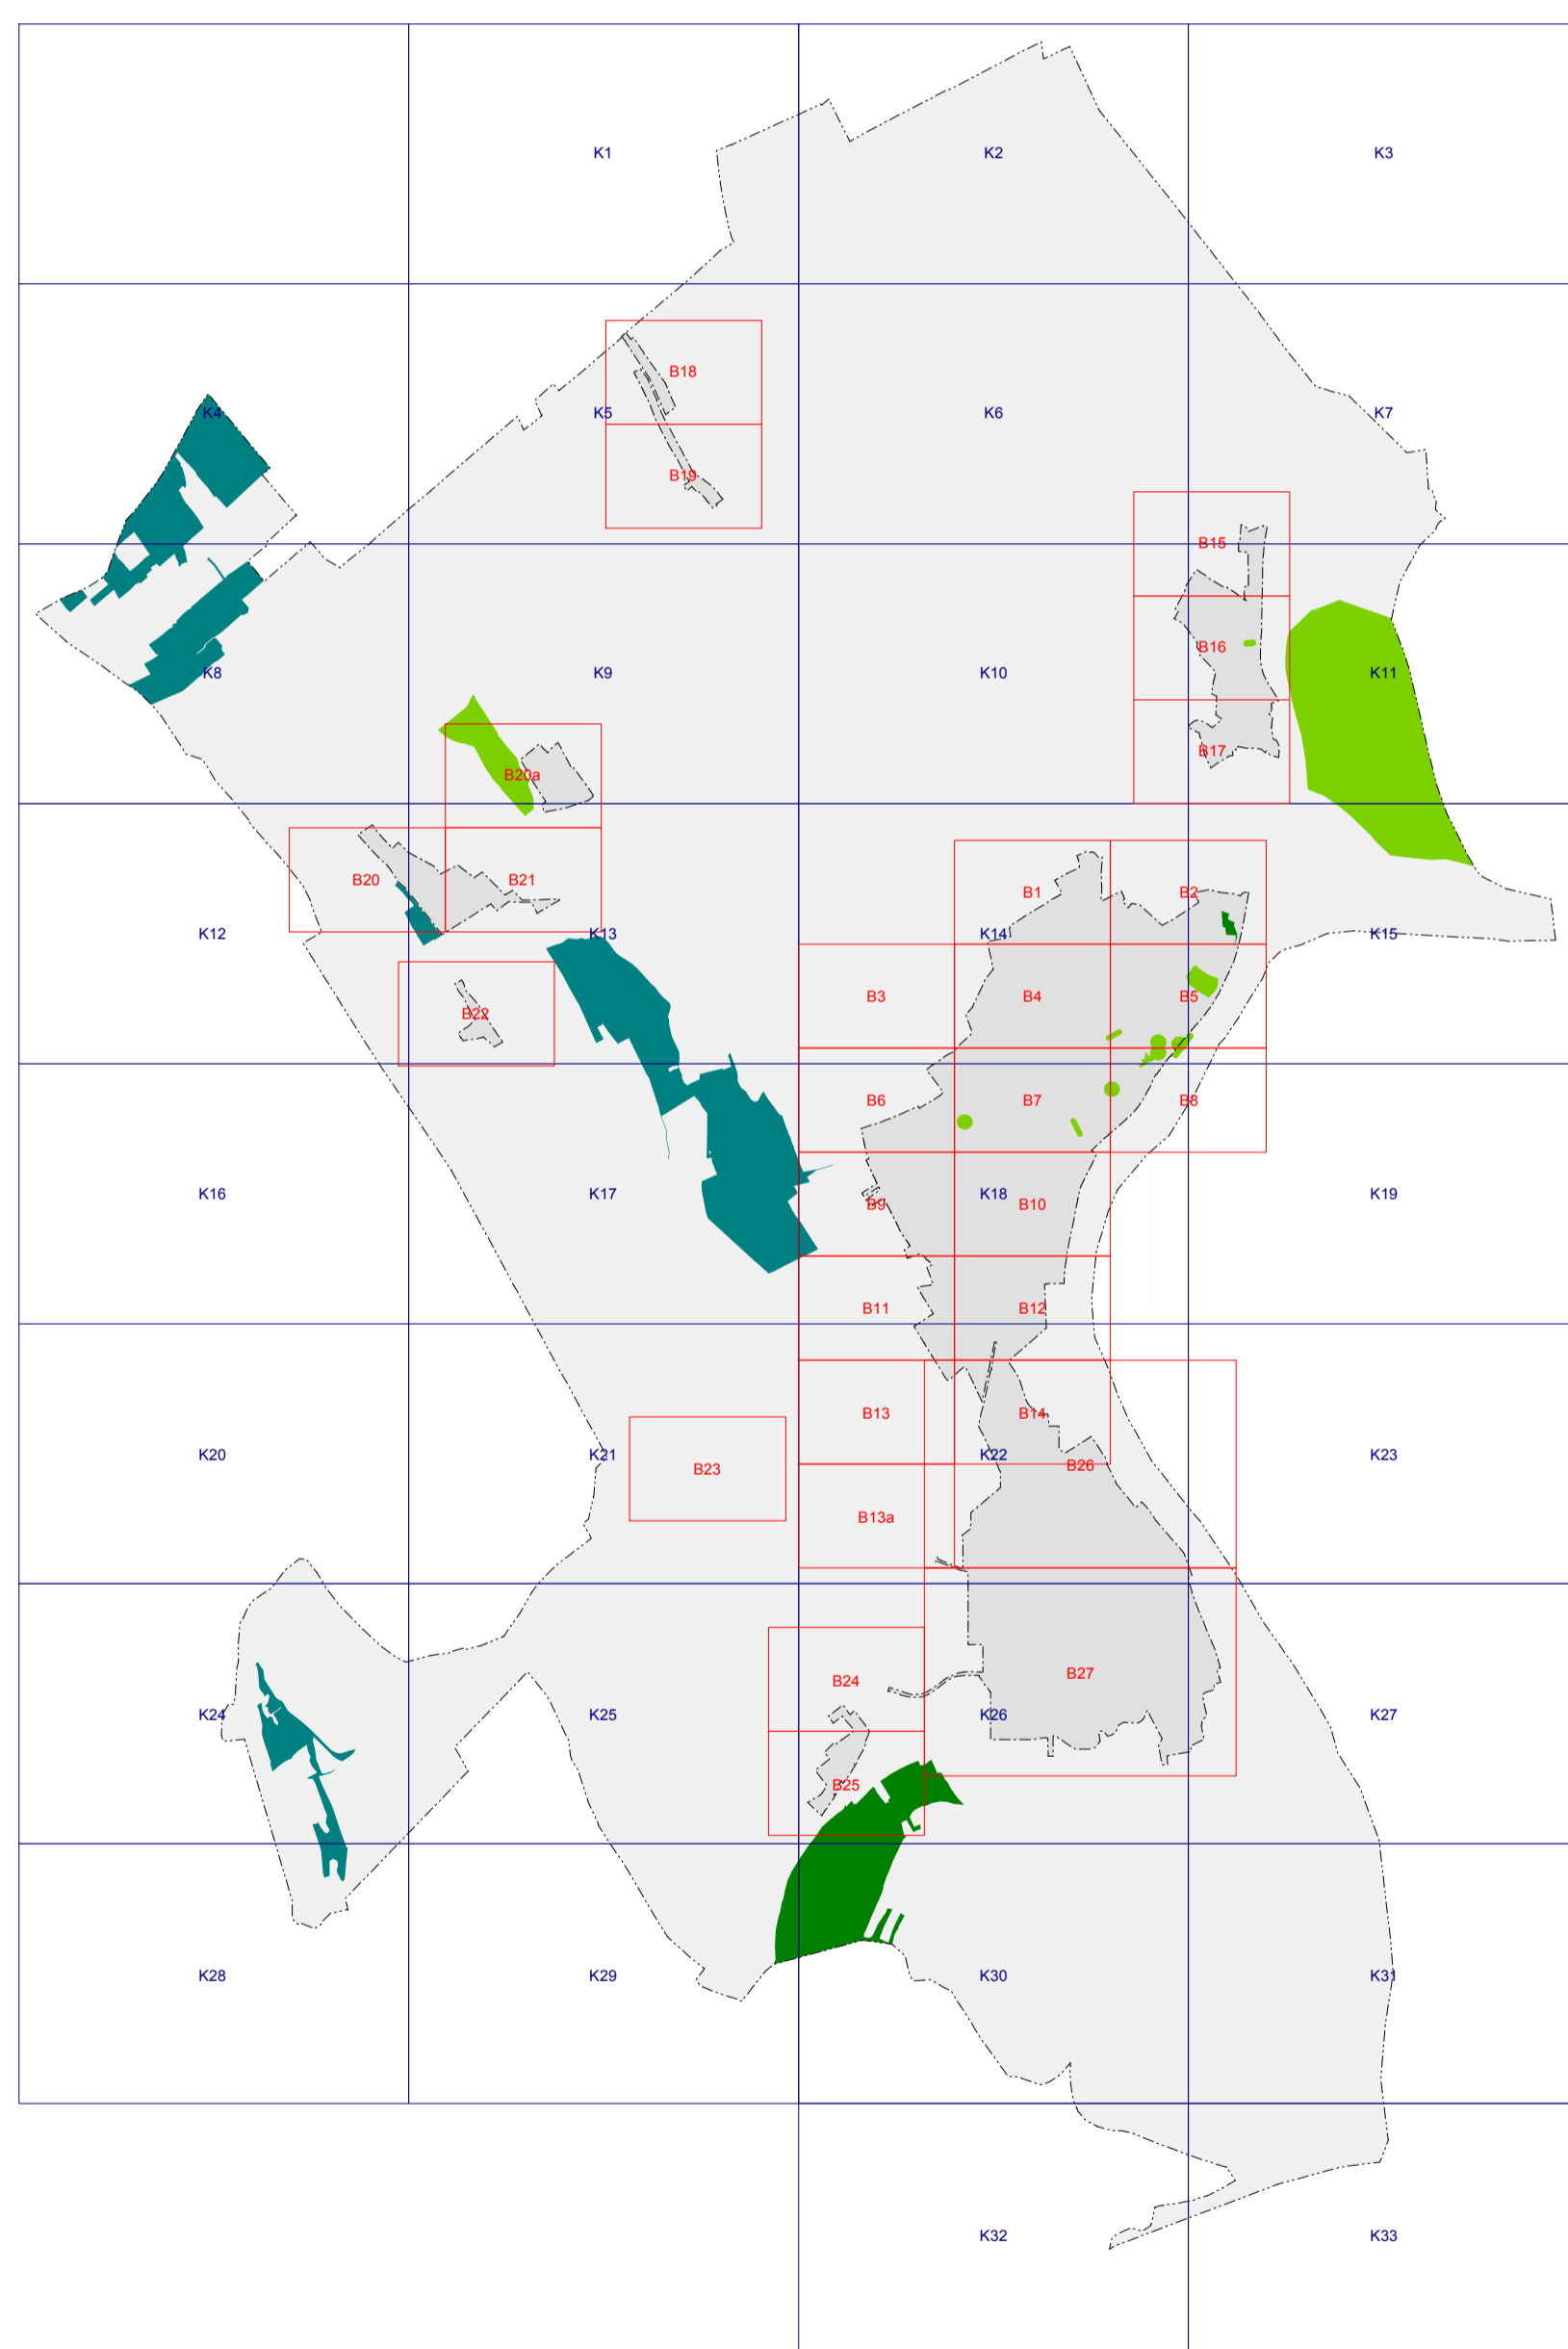 K1 K2 K3
B18
K4 K5 K6 K7
B19
B15
B16
K8 K9 K10 K11
B17
B20a
B20 B21 B1 B2
K12 K13 K14 K15
B3 B4 B5
B22
B6 B7 B8
K16 K17 K18 K19
B9 B10
B11 B12
B13 B14
K20 K21 K22 K23
B23 B26
B13a
B24 B27
K24 K25 K26 K27
B25
K28 K29 K30 K31
K32 K33